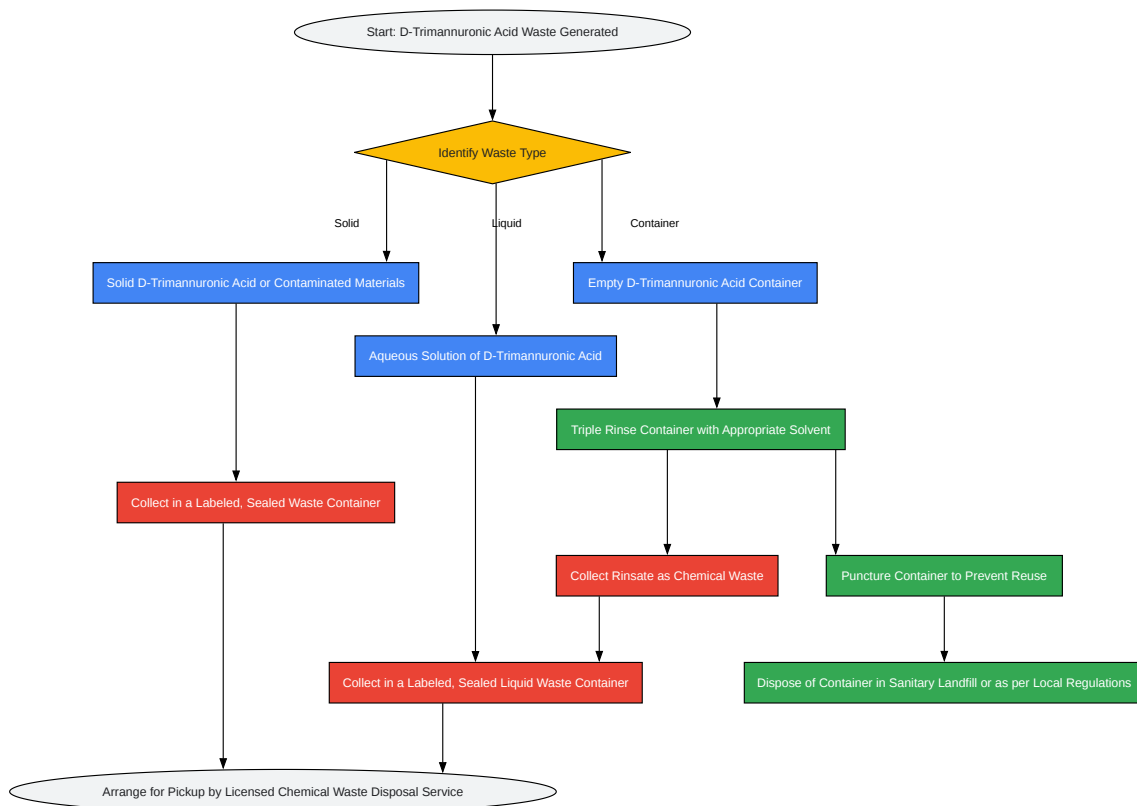 Start: D-Trimannuronic Acid Waste Generated
Identify Waste Type
Solid
Liquid
Container
Solid D-Trimannuronic Acid or Contaminated Materials
Empty D-Trimannuronic Acid Container
Aqueous Solution of D-Trimannuronic Acid
Triple Rinse Container with Appropriate Solvent
Collect in a Labeled, Sealed Waste Container
Collect Rinsate as Chemical Waste
Puncture Container to Prevent Reuse
Collect in a Labeled, Sealed Liquid Waste Container
Dispose of Container in Sanitary Landfill or as per Local Regulations
Arrange for Pickup by Licensed Chemical Waste Disposal Service